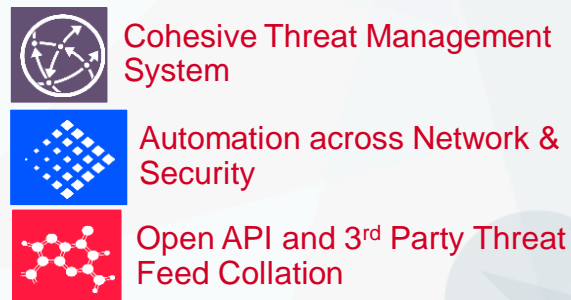 Cohesive Threat Management
System
Automation across Network &
Security
Open API and 3rd Party Threat
Feed Collation